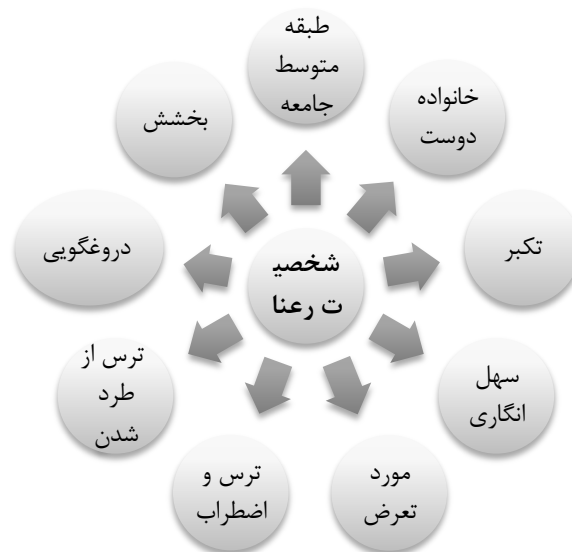 طبقه
متوسط
جامعه
خانواده
دوست
تکبر
سهل
انگاری
مورد
تعرض
ترس و
اضطراب
ترس از
طرد
شدن
دروغگویی
بخشش
شخصی
ت رعنا